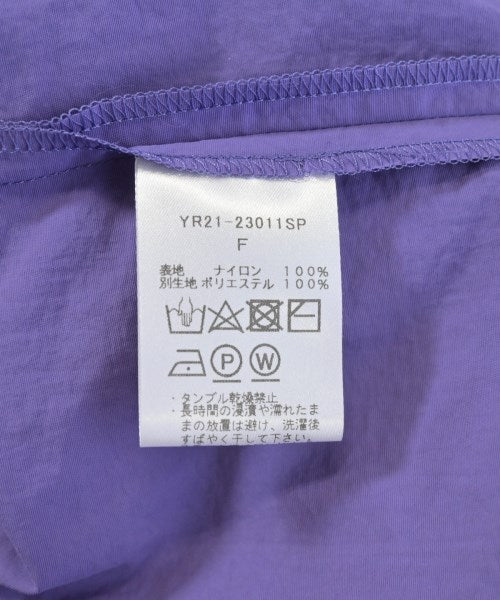 YR21-23011SP
F
表地 ナイロン 100%
別生地 ポリエステル 100%
P W
・タンブル乾燥禁止
・長時間の浸漬や濡れたま
まの放置は避け、洗濯後
すばやく干して下さい。